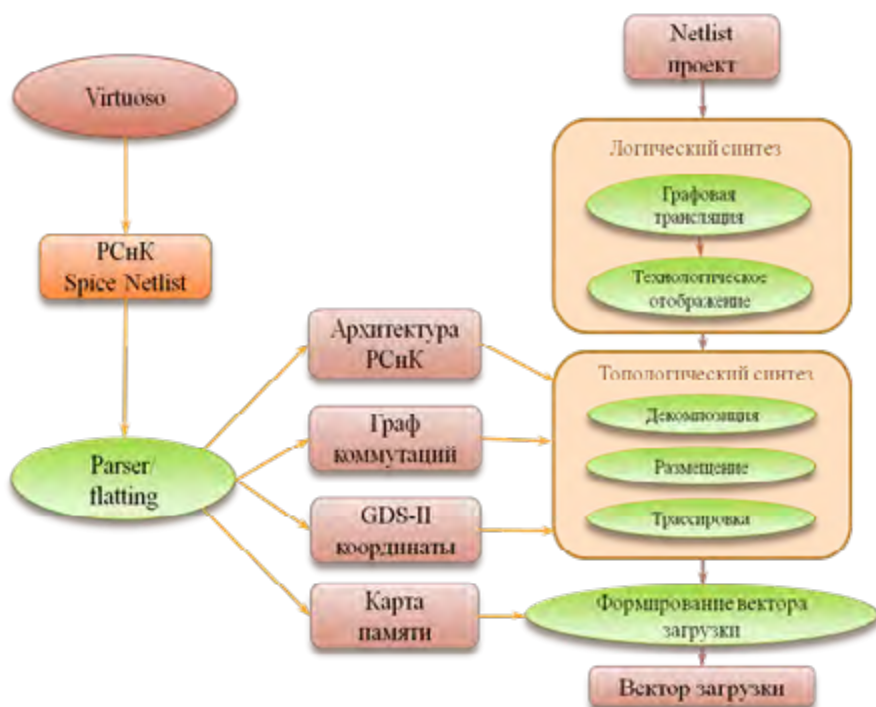 Virtuoso
РСнК
Spice Netlist
Parser/
flatting
Архитектура
РСнК
Граф
коммутаций
GDS-II
координаты
Карта
памяти
Netlist
проект
Логический синтез
Графовая
трансляция
Технологическое
отображение
Топологический синтез
Декомпозиция
Размещение
Трассировка
Формирование вектора
загрузки
Вектор загрузки